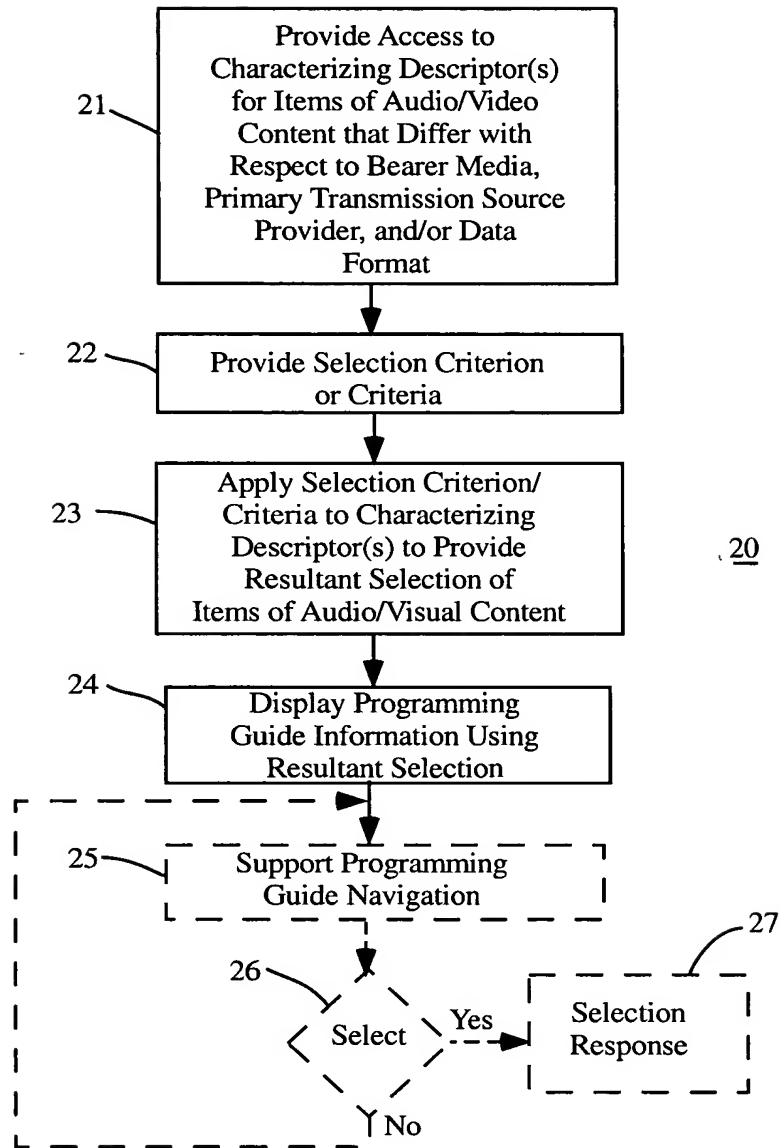 21
Provide Access to
Characterizing Descriptor(s)
for Items of Audio/Video
Content that Differ with
Respect to Bearer Media,
Primary Transmission Source
Provider, and/or Data
Format
22
Provide Selection Criterion
or Criteria
23
Apply Selection Criterion/
Criteria to Characterizing
Descriptor(s) to Provide
Resultant Selection of
Items of Audio/Visual Content
20
24
Display Programming
Guide Information Using
Resultant Selection
25
Support Programming
Guide Navigation
26
Select
Yes
No
27
Selection
Response